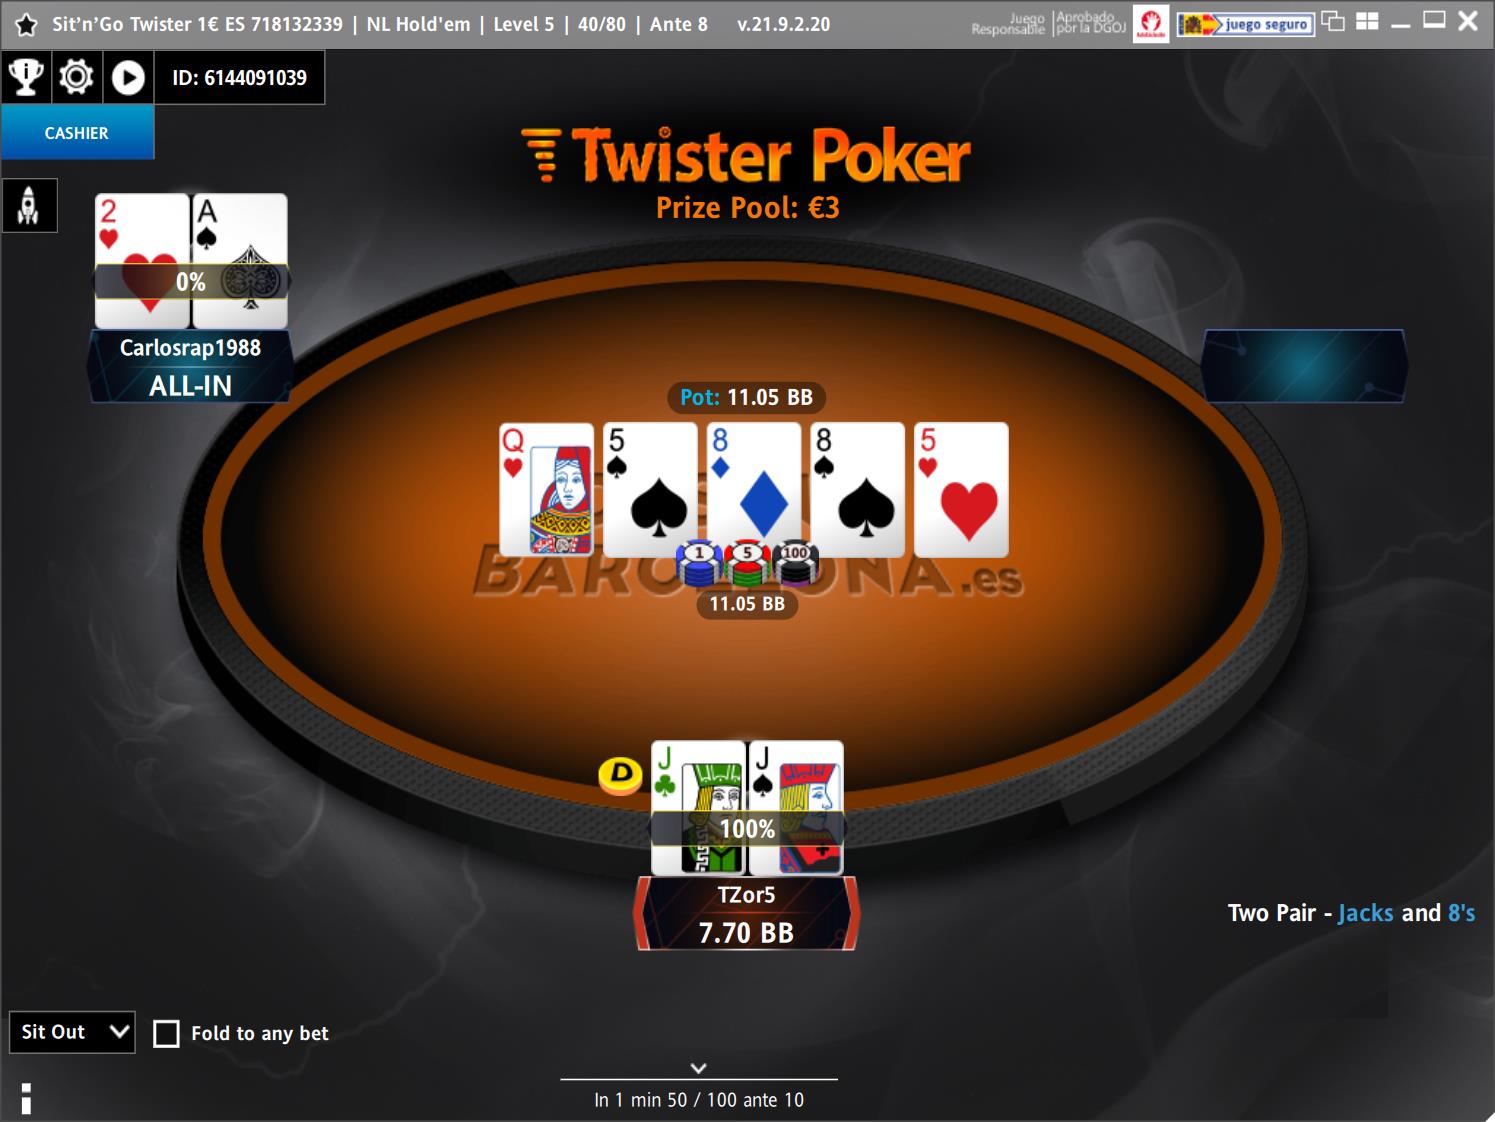 Sit'n'Go Twister 1€ ES 718132339 | NL Hold'em | Level 5 | 40/80 | Ante 8 v.21.9.2.20
Juego Responsable
Aprobado por la DGOJ
juego seguro
ID: 6144091039
CASHIER
Twister Poker
Prize Pool: €3
2 A
0%
Carlosrap1988
ALL-IN
Pot: 11.05 BB
Q 5 8 8 5
1 5 100
.es
11.05 BB
D
J J
100%
TZor5
7.70 BB
Two Pair - Jacks and 8's
Sit Out
Fold to any bet
In 1 min 50 / 100 ante 10